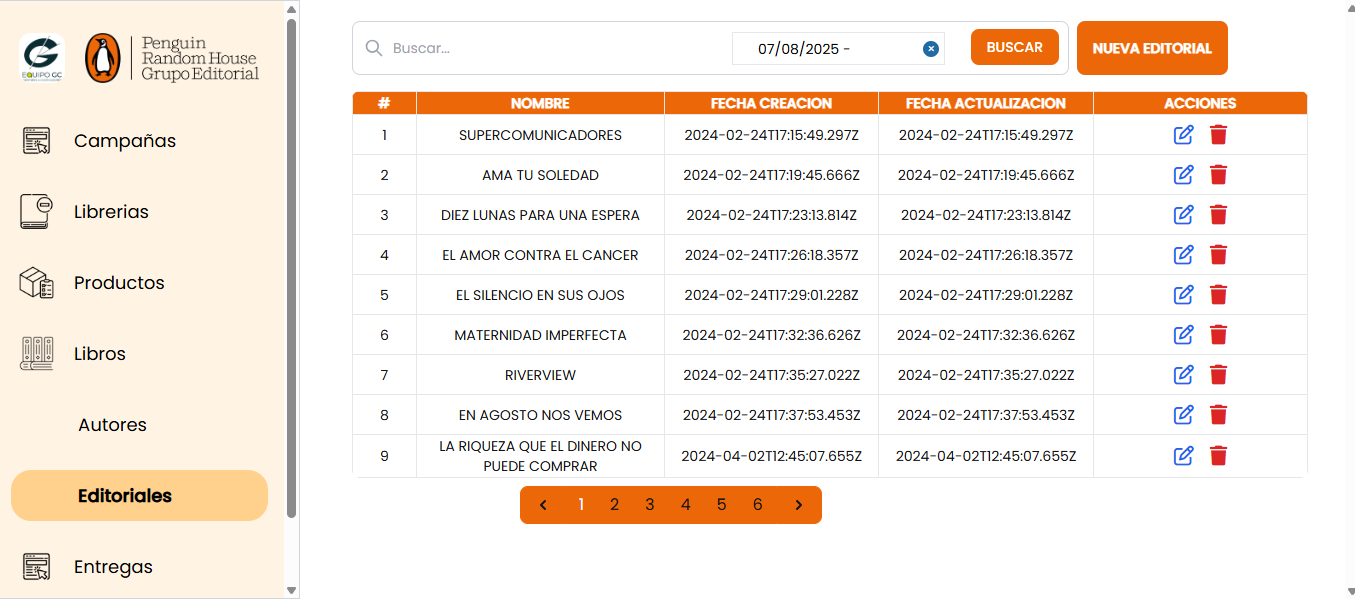 EQUIPO GC
Penguin
Random House
Grupo Editorial
Campañas
Librerias
Productos
Libros
Autores
Editoriales
Entregas
Buscar...
07/08/2025 -
BUSCAR
NUEVA EDITORIAL
# NOMBRE FECHA CREACION FECHA ACTUALIZACION ACCIONES
1 SUPERCOMUNICADORES 2024-02-24T17:15:49.297Z 2024-02-24T17:15:49.297Z
2 AMA TU SOLEDAD 2024-02-24T17:19:45.666Z 2024-02-24T17:19:45.666Z
3 DIEZ LUNAS PARA UNA ESPERA 2024-02-24T17:23:13.814Z 2024-02-24T17:23:13.814Z
4 EL AMOR CONTRA EL CANCER 2024-02-24T17:26:18.357Z 2024-02-24T17:26:18.357Z
5 EL SILENCIO EN SUS OJOS 2024-02-24T17:29:01.228Z 2024-02-24T17:29:01.228Z
6 MATERNIDAD IMPERFECTA 2024-02-24T17:32:36.626Z 2024-02-24T17:32:36.626Z
7 RIVERVIEW 2024-02-24T17:35:27.022Z 2024-02-24T17:35:27.022Z
8 EN AGOSTO NOS VEMOS 2024-02-24T17:37:53.453Z 2024-02-24T17:37:53.453Z
LA RIQUEZA QUE EL DINERO NO
9 PUEDE COMPRAR 2024-04-02T12:45:07.655Z 2024-04-02T12:45:07.655Z
1 2 3 4 5 6